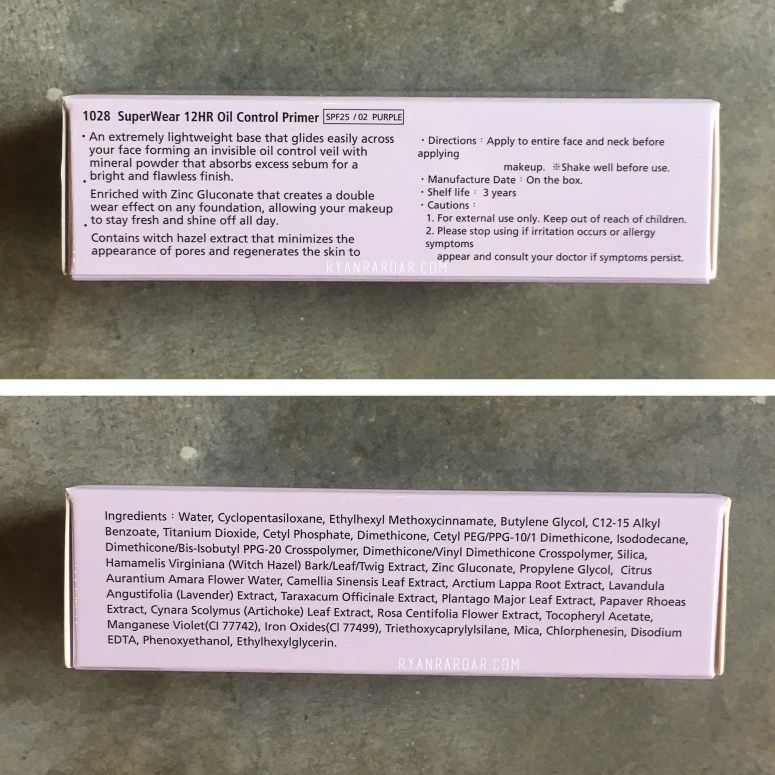 1028 SuperWear 12HR Oil Control Primer SPF25 / 02 PURPLE
· An extremely lightweight base that glides easily across
your face forming an invisible oil control veil with
mineral powder that absorbs excess sebum for a
· bright and flawless finish.
Enriched with Zinc Gluconate that creates a double
wear effect on any foundation, allowing your makeup
· to stay fresh and shine off all day.
Contains witch hazel extract that minimizes the
appearance of pores and regenerates the skin to
· Directions : Apply to entire face and neck before
applying
makeup. ※Shake well before use.
· Manufacture Date : On the box.
· Shelf life : 3 years
· Cautions :
1. For external use only. Keep out of reach of children.
2. Please stop using if irritation occurs or allergy
symptoms
appear and consult your doctor if symptoms persist.
RYANRAROAR.COM
Ingredients : Water, Cyclopentasiloxane, Ethylhexyl Methoxycinnamate, Butylene Glycol, C12-15 Alkyl
Benzoate, Titanium Dioxide, Cetyl Phosphate, Dimethicone, Cetyl PEG/PPG-10/1 Dimethicone, Isododecane,
Dimethicone/Bis-Isobutyl PPG-20 Crosspolymer, Dimethicone/Vinyl Dimethicone Crosspolymer, Silica,
Hamamelis Virginiana (Witch Hazel) Bark/Leaf/Twig Extract, Zinc Gluconate, Propylene Glycol, Citrus
Aurantium Amara Flower Water, Camellia Sinensis Leaf Extract, Arctium Lappa Root Extract, Lavandula
Angustifolia (Lavender) Extract, Taraxacum Officinale Extract, Plantago Major Leaf Extract, Papaver Rhoeas
Extract, Cynara Scolymus (Artichoke) Leaf Extract, Rosa Centifolia Flower Extract, Tocopheryl Acetate,
Manganese Violet(CI 77742), Iron Oxides(CI 77499), Triethoxycaprylylsilane, Mica, Chlorphenesin, Disodium
EDTA, Phenoxyethanol, Ethylhexylglycerin.
RYANRAROAR.COM